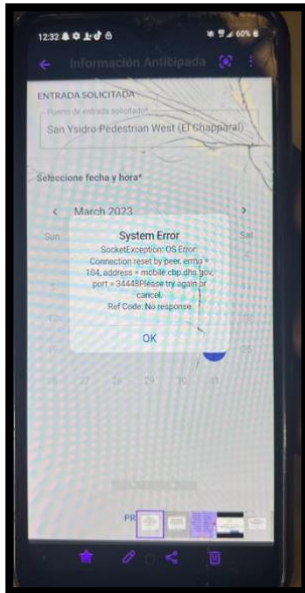 12:32
60%
Información Anticipada
ENTRADA SOLICITADA
Puerto de entrada solicitado*
San Ysidro Pedestrian West (El Chapparal)
Seleccione fecha y hora*
< March 2023 >
Sun
Sat
System Error
SocketException: OS Error:
Connection reset by peer, errno =
104, address = mobile.cbp.dhs.gov,
port = 34448Please try again or
cancel.
Ref Code: No response
OK
26 27 28 29 30 31
PR